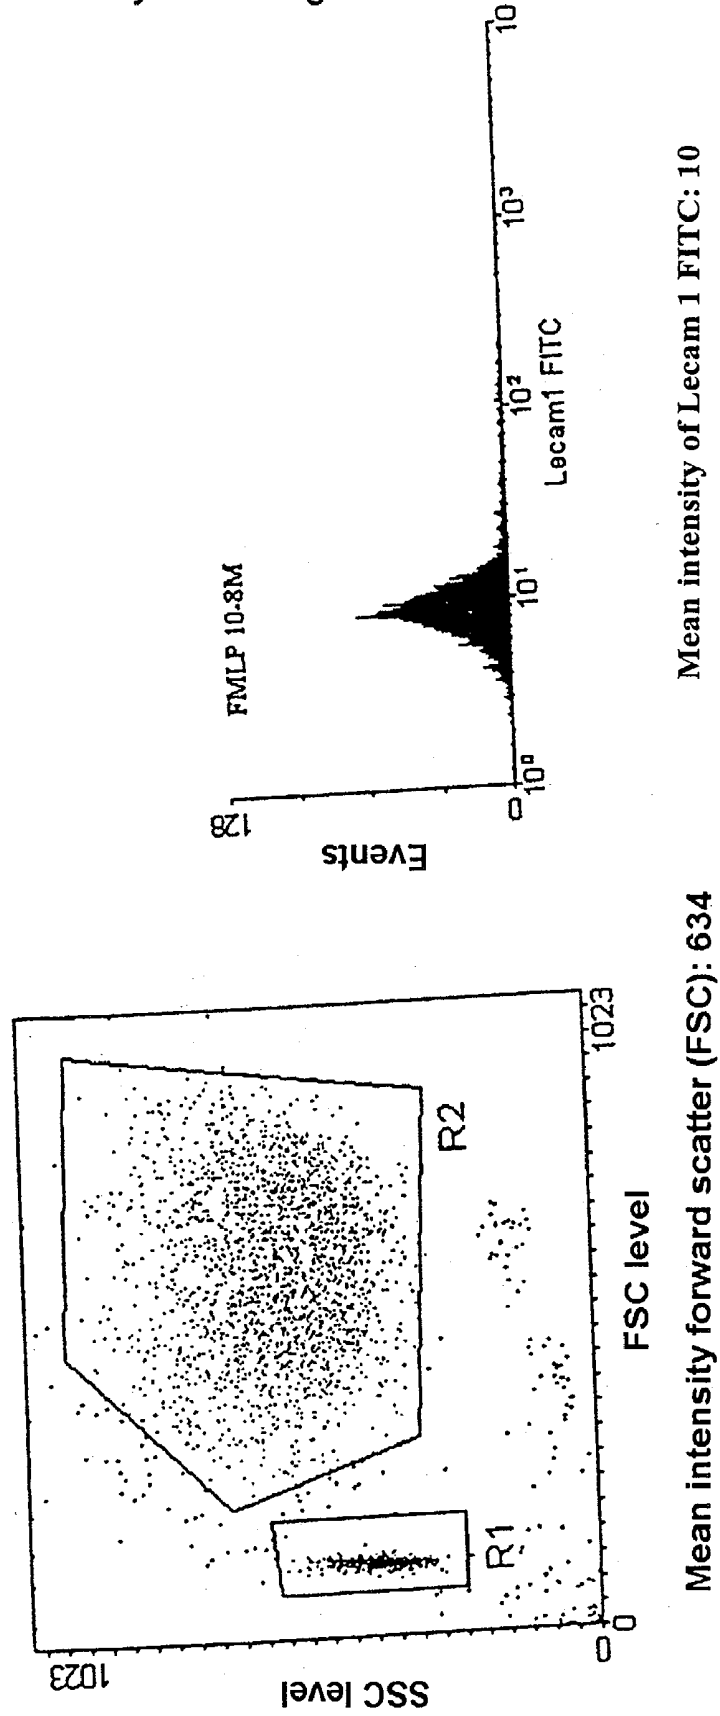 1023
SSC level
0
0
R1
R2
FSC level
1023
Mean intensity forward scatter (FSC): 634
FMLP 10-8M
128
Events
0
10⁰
10¹
10²
10³
10
Lecam1 FITC
Mean intensity of Lecam 1 FITC: 10